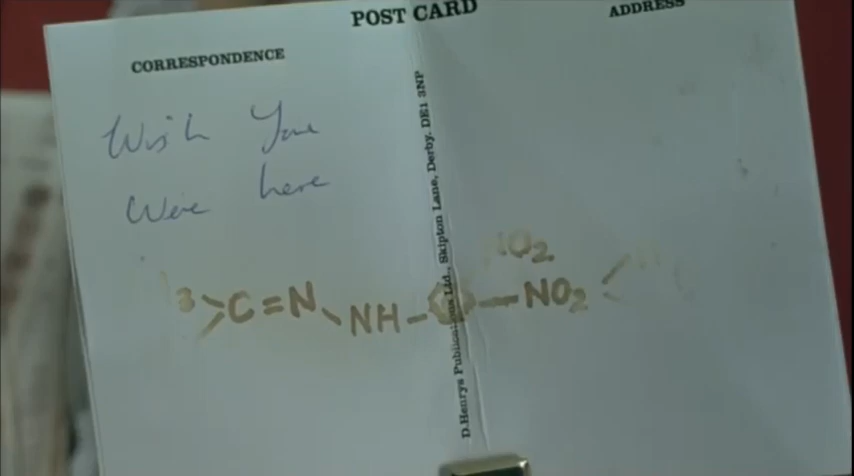 POST CARD
CORRESPONDENCE
ADDRESS
Wish You
Were here
D.Henrys Publications Ltd., Skipton Lane, Derby. DE1 3NP
NO2
3 >C=N
NH - -NO2 <